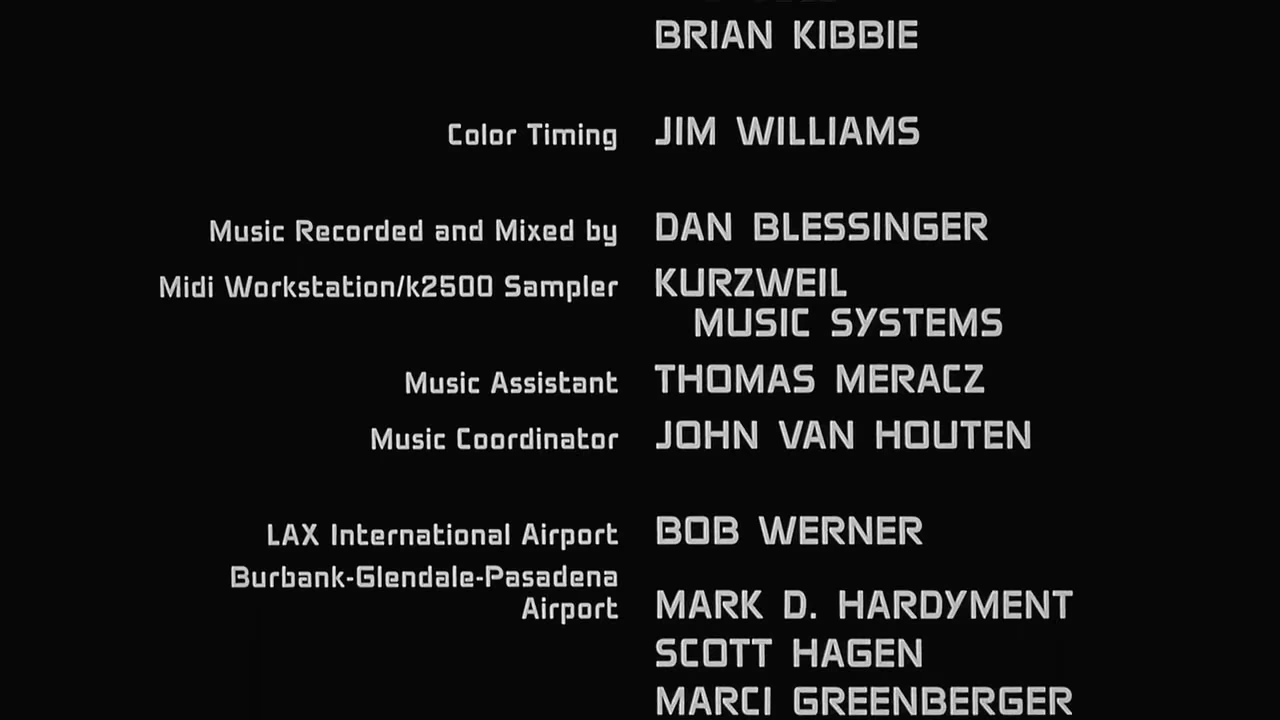 BRIAN KIBBIE
Color Timing JIM WILLIAMS
Music Recorded and Mixed by DAN BLESSINGER
Midi Workstation/k2500 Sampler KURZWEIL
MUSIC SYSTEMS
Music Assistant THOMAS MERACZ
Music Coordinator JOHN VAN HOUTEN
LAX International Airport BOB WERNER
Burbank-Glendale-Pasadena
Airport MARK D. HARDYMENT
SCOTT HAGEN
MARCI GREENBERGER